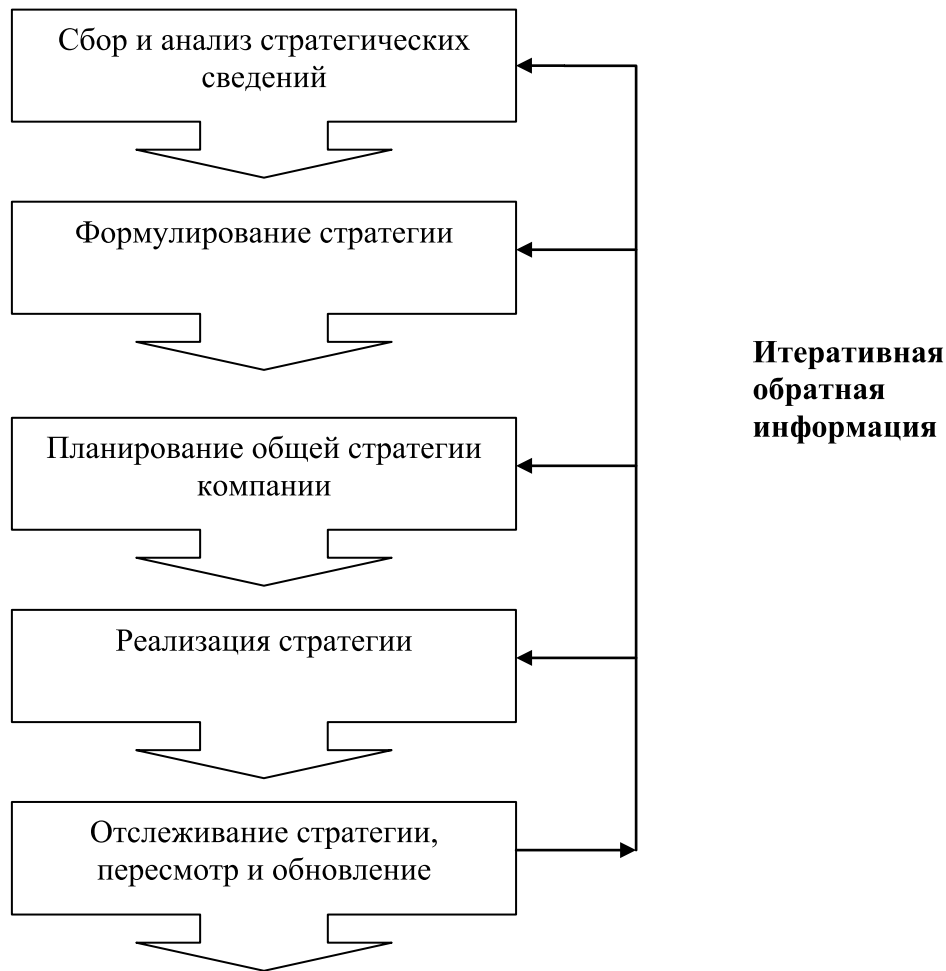 Сбор и анализ стратегических
сведений
Формулирование стратегии
Итеративная
обратная
информация
Планирование общей стратегии
компании
Реализация стратегии
Отслеживание стратегии,
пересмотр и обновление